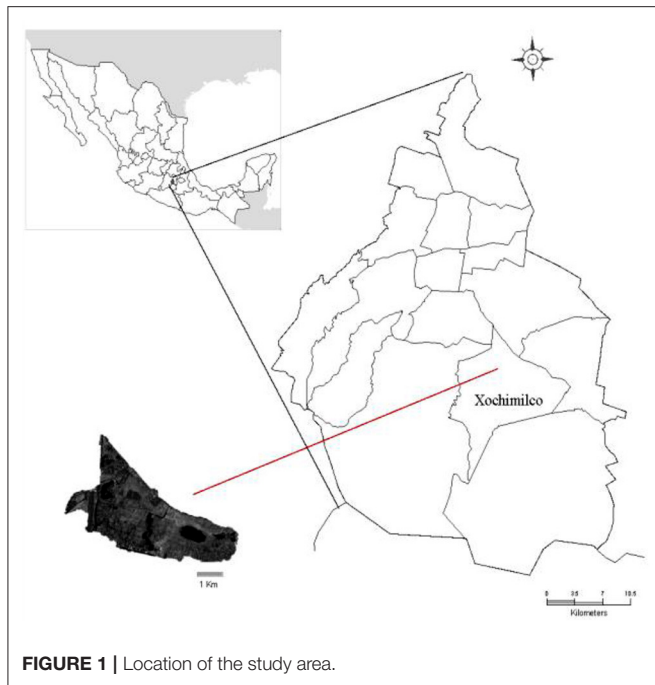 Xochimilco
1 Km
0 3.5 7 10.5
Kilometers
FIGURE 1 | Location of the study area.